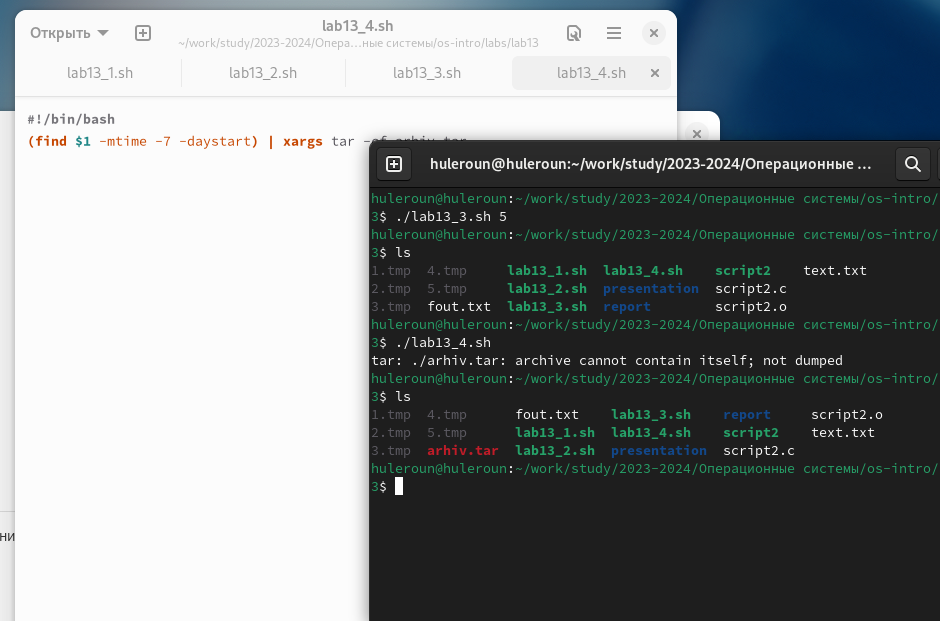 Открыть
lab13_4.sh
~/work/study/2023-2024/Опера…ные системы/os-intro/labs/lab13
lab13_1.sh lab13_2.sh lab13_3.sh lab13_4.sh
#!/bin/bash
(find $1 -mtime -7 -daystart) | xargs tar -cf arhiv.tar
huleroun@huleroun:~/work/study/2023-2024/Операционные ...
huleroun@huleroun:~/work/study/2023-2024/Операционные системы/os-intro/
3$ ./lab13_3.sh 5
huleroun@huleroun:~/work/study/2023-2024/Операционные системы/os-intro/
3$ ls
1.tmp 4.tmp lab13_1.sh lab13_4.sh script2 text.txt
2.tmp 5.tmp lab13_2.sh presentation script2.c
3.tmp fout.txt lab13_3.sh report script2.o
huleroun@huleroun:~/work/study/2023-2024/Операционные системы/os-intro/
3$ ./lab13_4.sh
tar: ./arhiv.tar: archive cannot contain itself; not dumped
huleroun@huleroun:~/work/study/2023-2024/Операционные системы/os-intro/
3$ ls
1.tmp 4.tmp fout.txt lab13_3.sh report script2.o
2.tmp 5.tmp lab13_1.sh lab13_4.sh script2 text.txt
3.tmp arhiv.tar lab13_2.sh presentation script2.c
huleroun@huleroun:~/work/study/2023-2024/Операционные системы/os-intro/
3$
ни